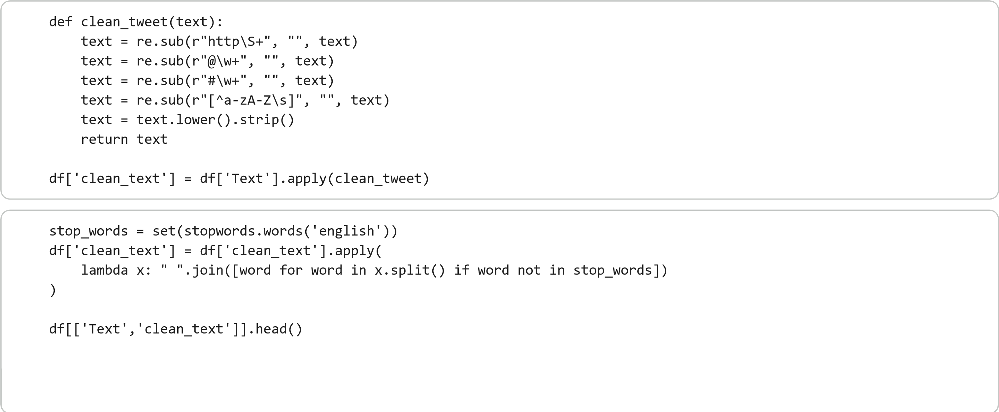 def clean_tweet(text):
    text = re.sub(r"http\S+", "", text)
    text = re.sub(r"@\w+", "", text)
    text = re.sub(r"#\w+", "", text)
    text = re.sub(r"[^a-zA-Z\s]", "", text)
    text = text.lower().strip()
    return text

df['clean_text'] = df['Text'].apply(clean_tweet)

stop_words = set(stopwords.words('english'))
df['clean_text'] = df['clean_text'].apply(
    lambda x: " ".join([word for word in x.split() if word not in stop_words])
)

df[['Text','clean_text']].head()